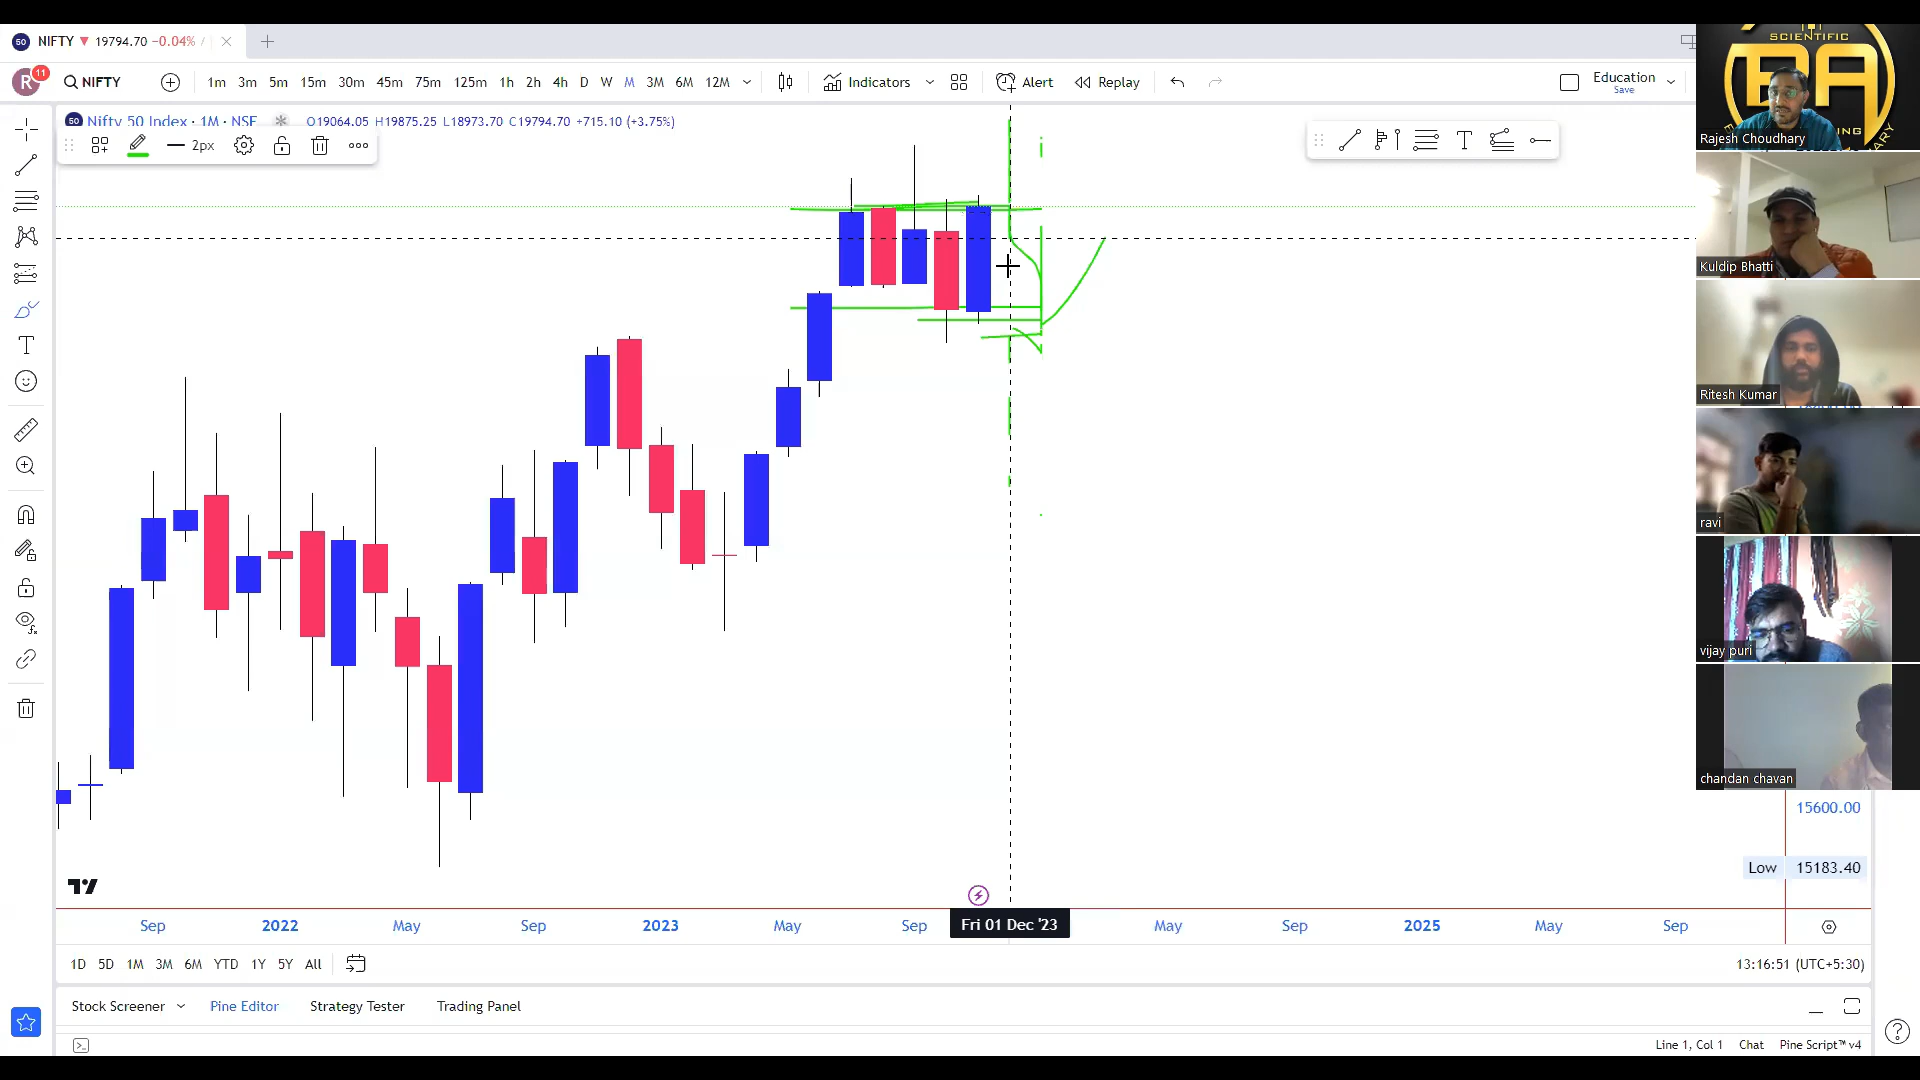 50 NIFTY ▼ 19794.70 −0.04% /
R 11 NIFTY 1m 3m 5m 15m 30m 45m 75m 125m 1h 2h 4h D W M 3M 6M 12M Indicators Alert Replay Education
Save
50 Nifty 50 Index · 1M · NSE O19064.05 H19875.25 L18973.70 C19794.70 +715.10 (+3.75%)
2px
SCIENTIFIC
BA
Rajesh Choudhary
Kuldip Bhatti
Ritesh Kumar
ravi
vijay puri
chandan chavan
15600.00
Low 15183.40
Sep 2022 May Sep 2023 May Sep Fri 01 Dec '23 May Sep 2025 May Sep
1D 5D 1M 3M 6M YTD 1Y 5Y All 13:16:51 (UTC+5:30)
Stock Screener Pine Editor Strategy Tester Trading Panel
Line 1, Col 1 Chat Pine Script™ v4